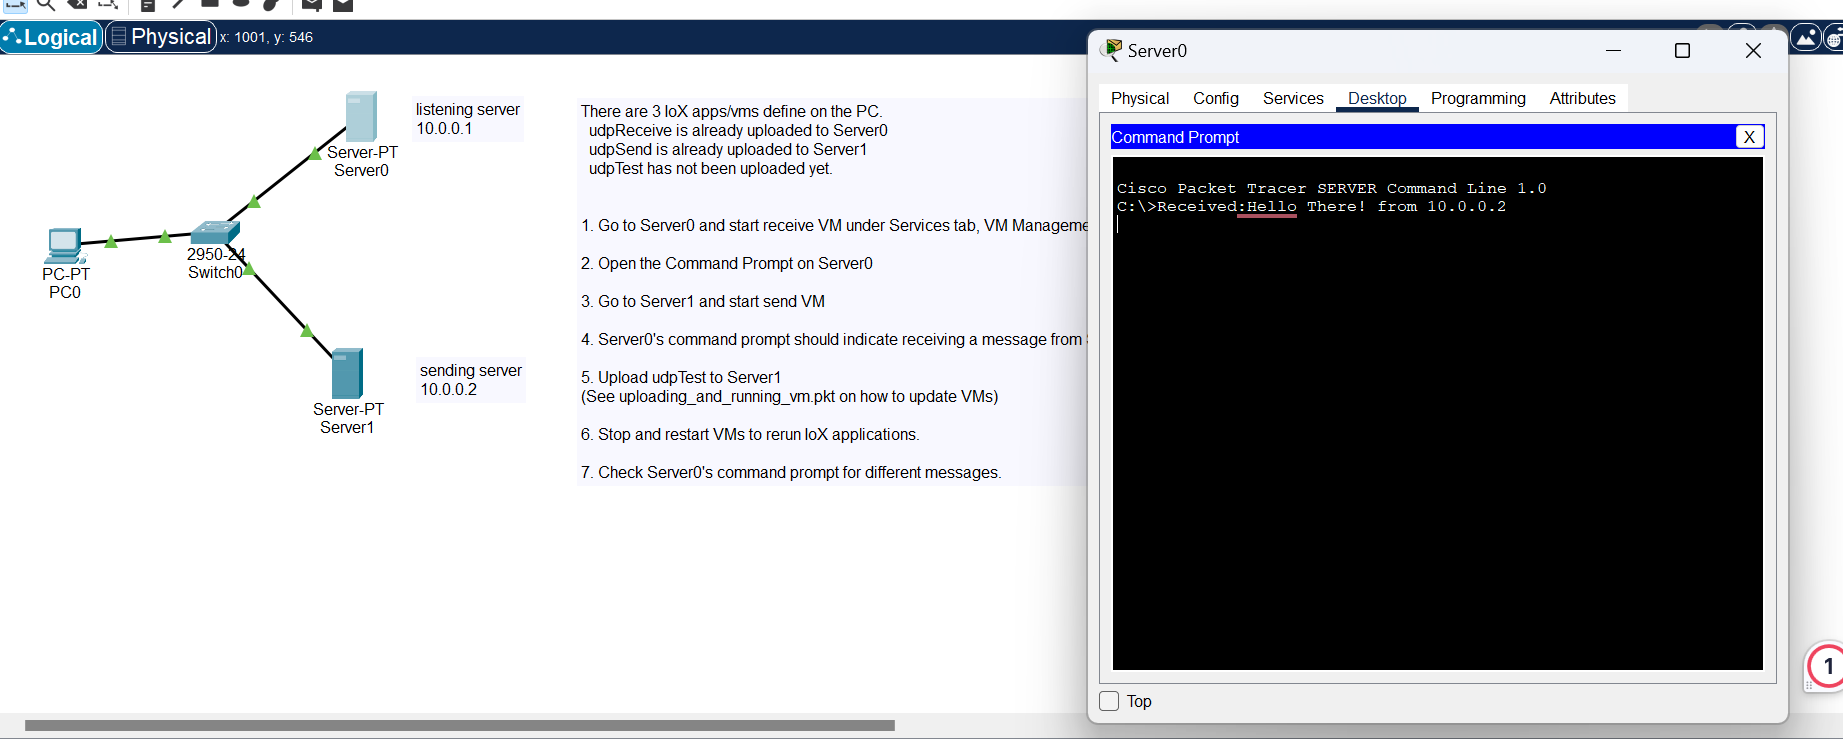 Logical
Physical
x: 1001, y: 546
listening server
10.0.0.1
Server-PT
Server0
PC-PT
PC0
2950-24
Switch0
sending server
10.0.0.2
Server-PT
Server1
There are 3 IoX apps/vms define on the PC.
udpReceive is already uploaded to Server0
udpSend is already uploaded to Server1
udpTest has not been uploaded yet.
1. Go to Server0 and start receive VM under Services tab, VM Manageme
2. Open the Command Prompt on Server0
3. Go to Server1 and start send VM
4. Server0's command prompt should indicate receiving a message from
5. Upload udpTest to Server1
(See uploading_and_running_vm.pkt on how to update VMs)
6. Stop and restart VMs to rerun IoX applications.
7. Check Server0's command prompt for different messages.
Server0
Physical
Config
Services
Desktop
Programming
Attributes
Command Prompt
X
Cisco Packet Tracer SERVER Command Line 1.0
C:\>Received:Hello There! from 10.0.0.2
Top
1